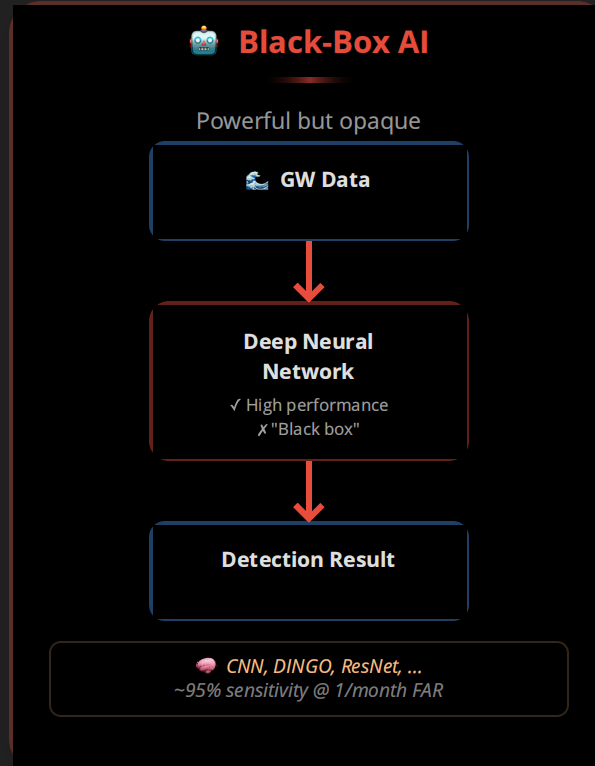 🤖 Black-Box AI
Powerful but opaque
🌊 GW Data
Deep Neural
Network
✓ High performance
✗ "Black box"
Detection Result
🧠 CNN, DINGO, ResNet, ...
~95% sensitivity @ 1/month FAR